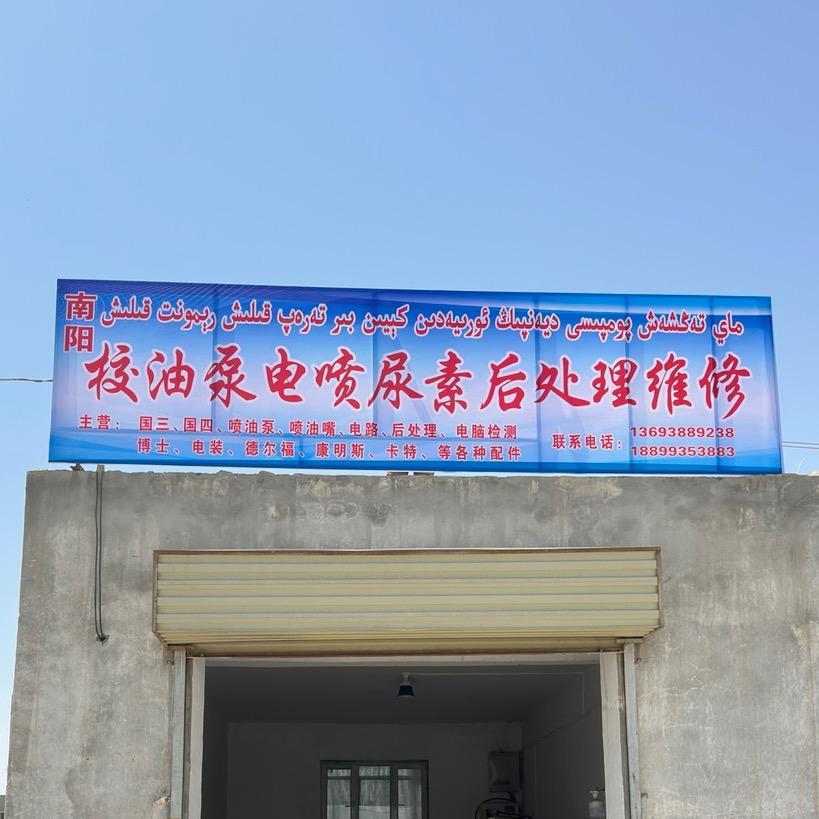 南阳
ماي تەڭشەش پومپىسى ديەنپىڭ ئورىيەدىن كېيىن بىر تەرەپ قىلىش رېمونت قىلىش
校油泵电喷尿素后处理维修
主营：国三、国四、喷油泵、喷油嘴、电路、后处理、电脑检测
博士、电装、德尔福、康明斯、卡特、等各种配件
联系电话：13693889238
18899353883